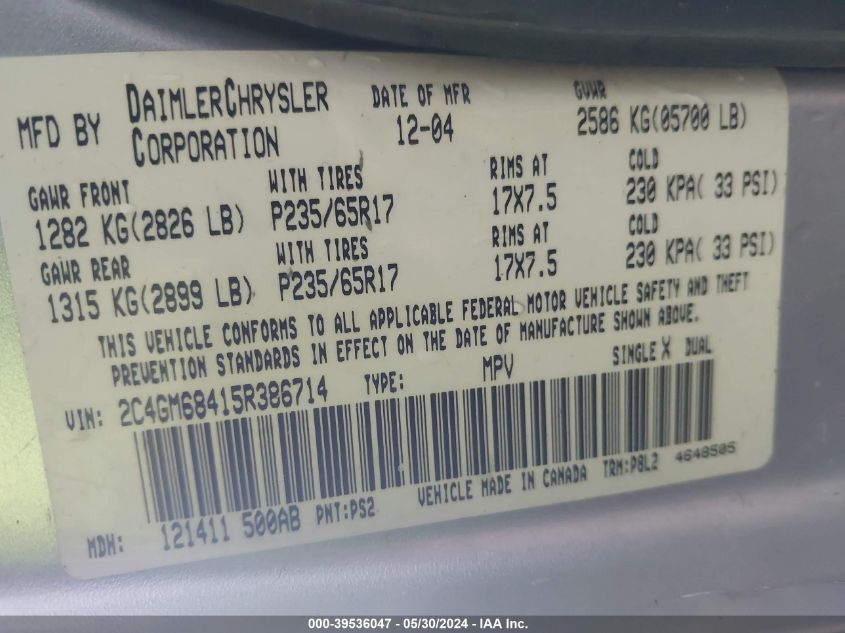 MFD BY DAIMLERCHRYSLER CORPORATION DATE OF MFR 12-04 GVWR 2586 KG(05700 LB)
GAWR FRONT WITH TIRES RIMS AT COLD
1282 KG(2826 LB) P235/65R17 17X7.5 230 KPA( 33 PSI)
GAWR REAR WITH TIRES RIMS AT COLD
1315 KG(2899 LB) P235/65R17 17X7.5 230 KPA( 33 PSI)
THIS VEHICLE CONFORMS TO ALL APPLICABLE FEDERAL MOTOR VEHICLE SAFETY AND THEFT
PREVENTION STANDARDS IN EFFECT ON THE DATE OF MANUFACTURE SHOWN ABOVE.
VIN: 2C4GM68415R386714 TYPE: MPV SINGLE X DUAL
MDH: 121411 500AB PNT:PS2 VEHICLE MADE IN CANADA TRM:P8L2 4648505
000-39536047 / 05/30/2024 - IAA Inc.